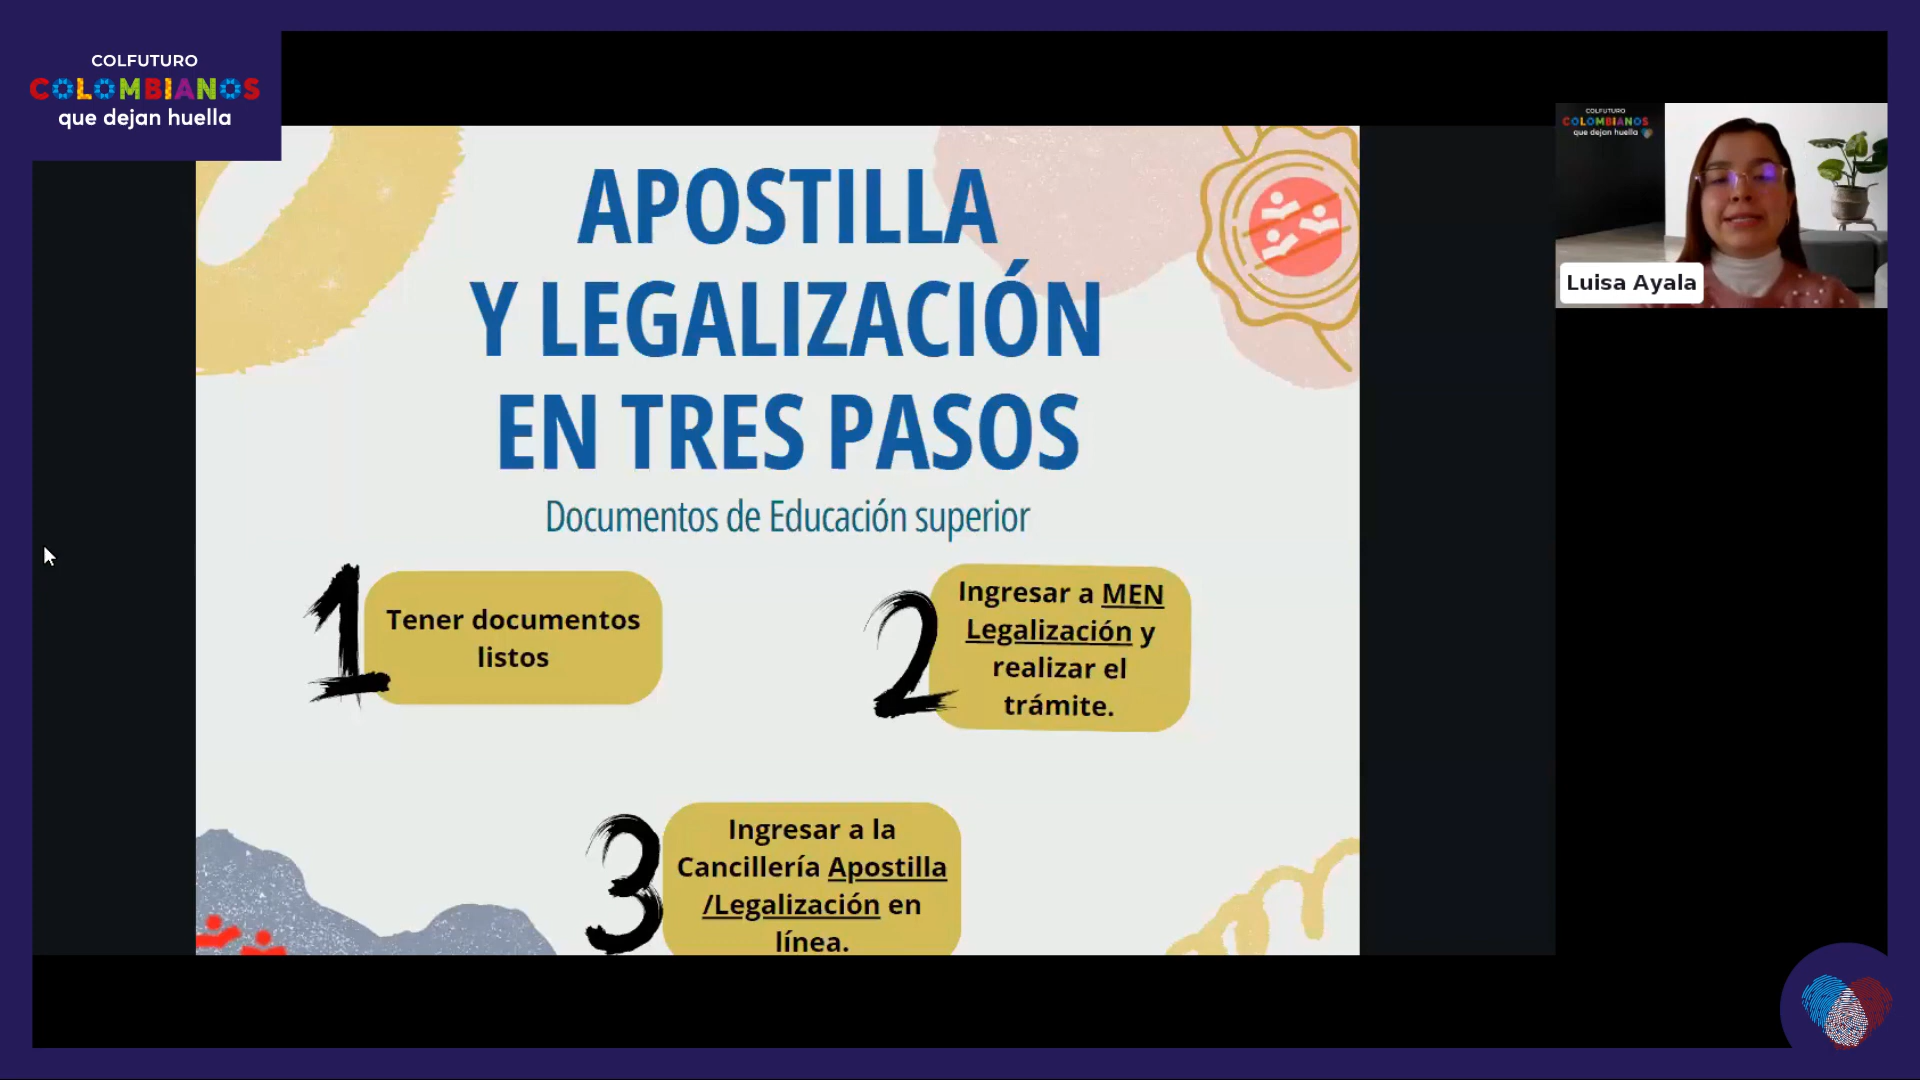 COLFUTURO
COLOMBIANOS
que dejan huella
APOSTILLA
Y LEGALIZACIÓN
EN TRES PASOS
Documentos de Educación superior
1
Tener documentos
listos
2
Ingresar a MEN
Legalización y
realizar el
trámite.
3
Ingresar a la
Cancillería Apostilla
/Legalización en
línea.
COLFUTURO
COLOMBIANOS
que dejan huella
Luisa Ayala